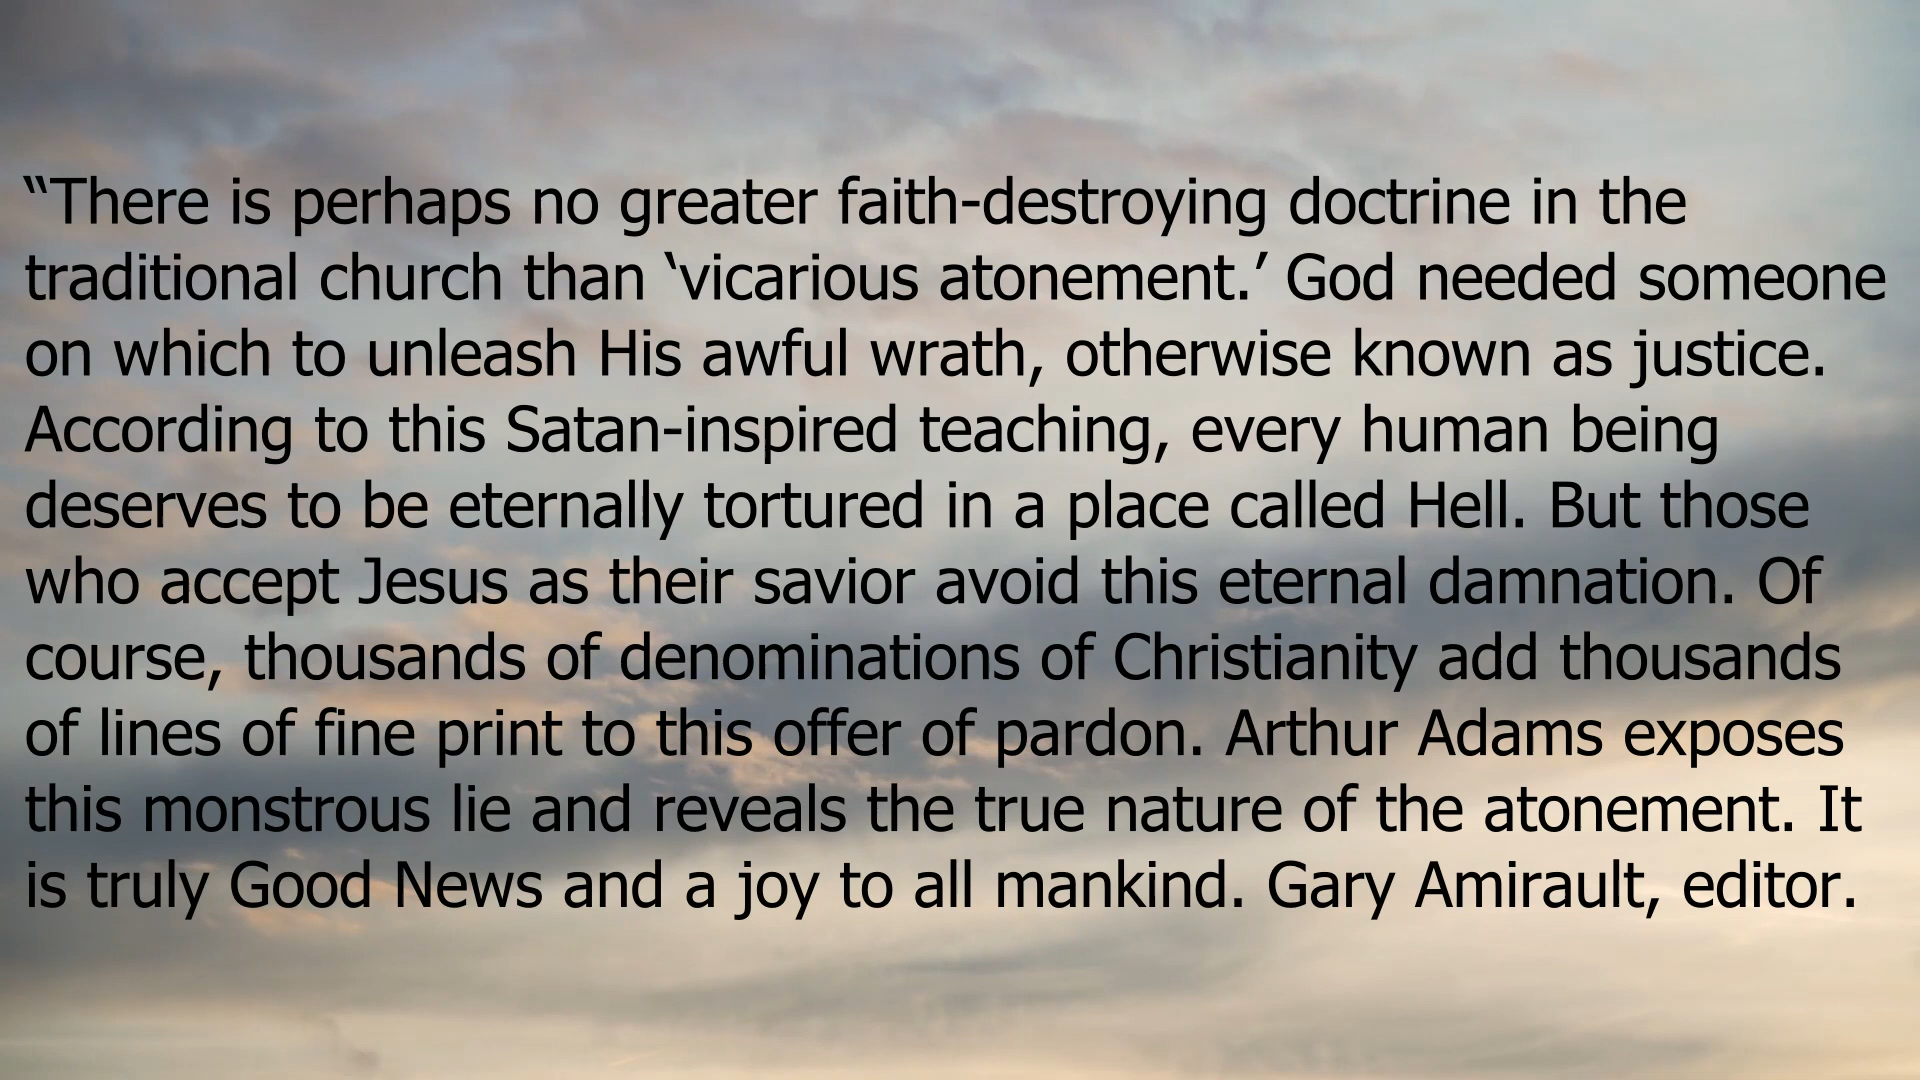 “There is perhaps no greater faith-destroying doctrine in the
traditional church than ‘vicarious atonement.’ God needed someone
on which to unleash His awful wrath, otherwise known as justice.
According to this Satan-inspired teaching, every human being
deserves to be eternally tortured in a place called Hell. But those
who accept Jesus as their savior avoid this eternal damnation. Of
course, thousands of denominations of Christianity add thousands
of lines of fine print to this offer of pardon. Arthur Adams exposes
this monstrous lie and reveals the true nature of the atonement. It
is truly Good News and a joy to all mankind. Gary Amirault, editor.